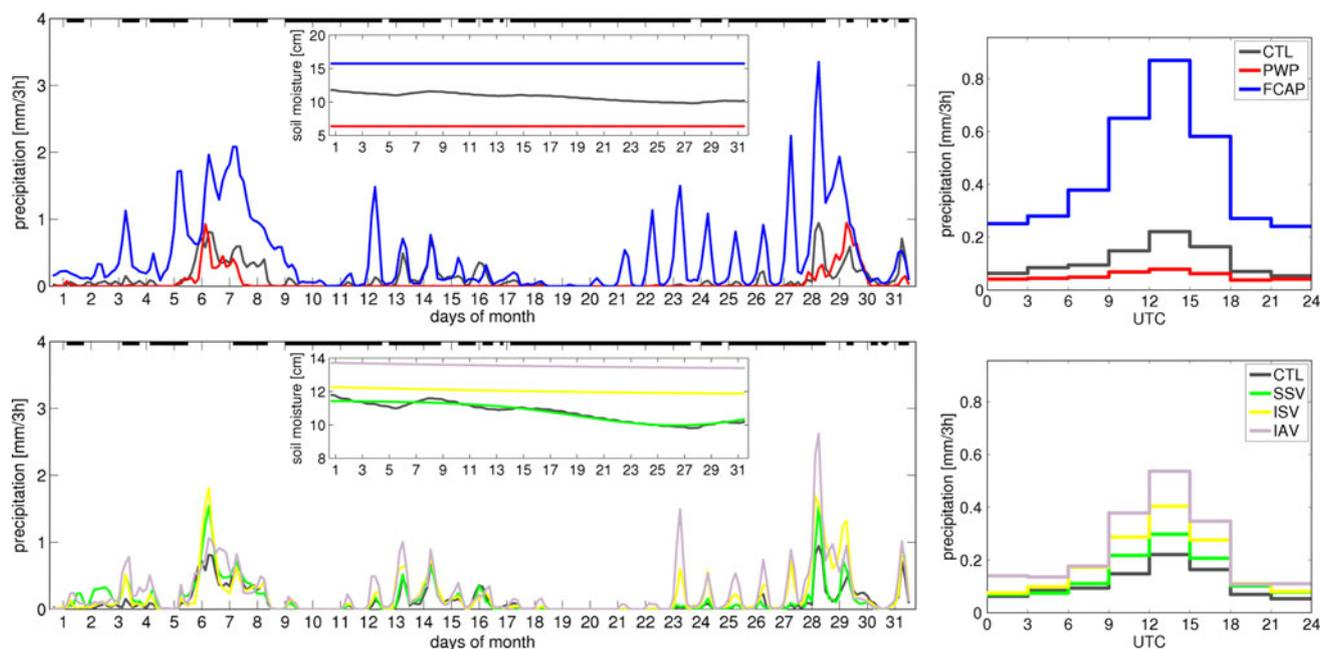 4
3
2
1
0
precipitation [mm/3h]
20
15
10
5
soil moisture [cm]
1 3 5 7 9 11 13 15 17 19 21 23 25 27 29 31
1 2 3 4 5 6 7 8 9 10 11 12 13 14 15 16 17 18 19 20 21 22 23 24 25 26 27 28 29 30 31
days of month
0.8
0.6
0.4
0.2
0
precipitation [mm/3h]
CTL
PWP
FCAP
0 3 6 9 12 15 18 21 24
UTC
4
3
2
1
0
precipitation [mm/3h]
14
12
10
8
soil moisture [cm]
1 3 5 7 9 11 13 15 17 19 21 23 25 27 29 31
1 2 3 4 5 6 7 8 9 10 11 12 13 14 15 16 17 18 19 20 21 22 23 24 25 26 27 28 29 30 31
days of month
0.8
0.6
0.4
0.2
0
precipitation [mm/3h]
CTL
SSV
ISV
IAV
0 3 6 9 12 15 18 21 24
UTC